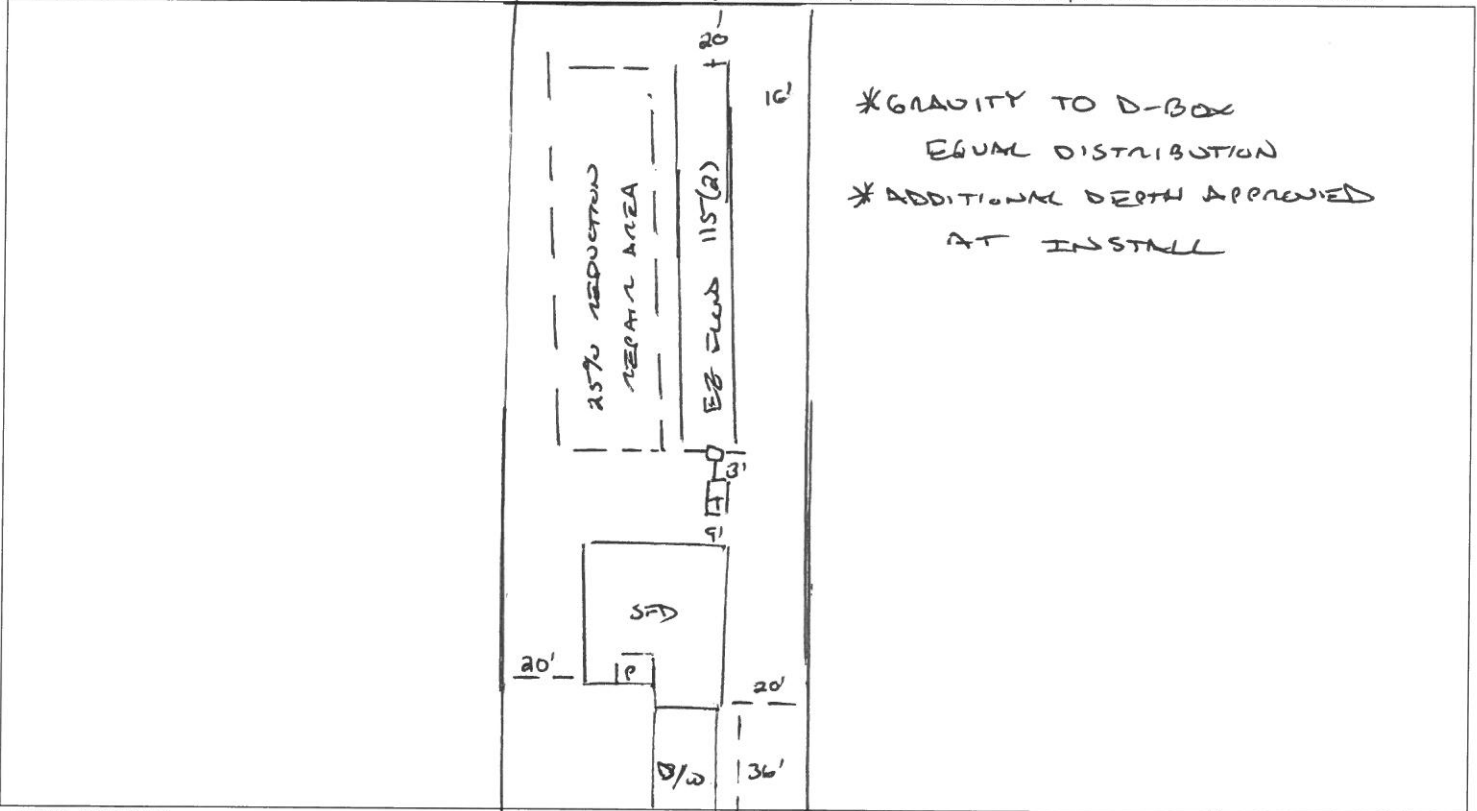 20'
16'
*GRAVITY TO D-BOX
EQUAL DISTRIBUTION
*ADDITIONAL DEPTH APPROVED
AT INSTALL
25% REDUCTION
REPAIR AREA
EZ FLOW 115(2)
3'
T
9'
SFD
P
20'
20'
D/W
36'